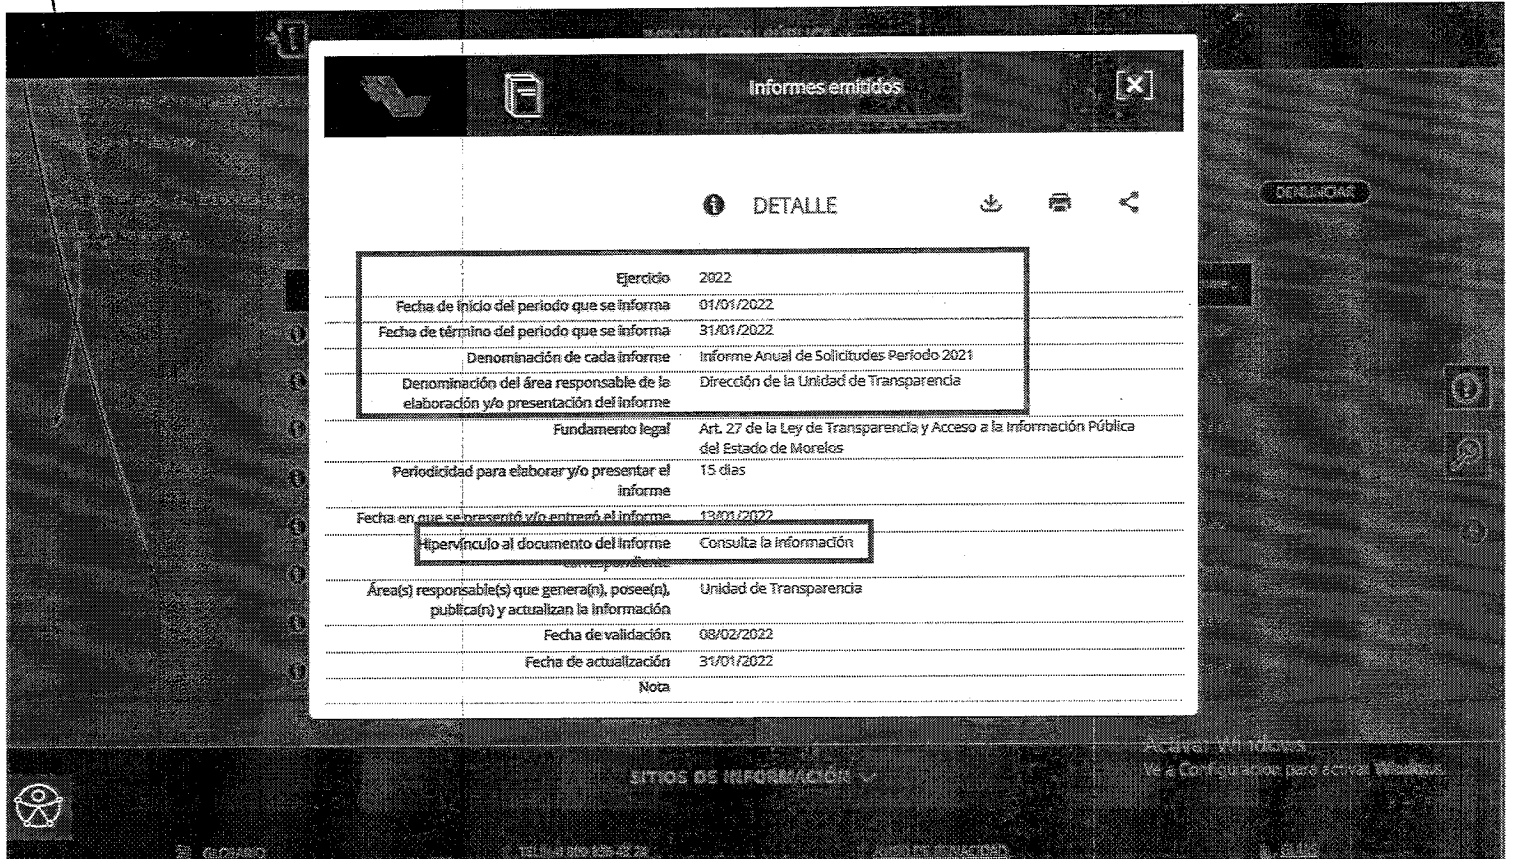 Informes emitidos
DETALLE
DENUNCIAR
Ejercicio 2022
Fecha de inicio del periodo que se informa 01/01/2022
Fecha de término del periodo que se informa 31/01/2022
Denominación de cada informe Informe Anual de Solicitudes Periodo 2021
Denominación del área responsable de la Dirección de la Unidad de Transparencia
elaboración y/o presentación del informe
Fundamento legal Art. 27 de la Ley de Transparencia y Acceso a la Información Pública
del Estado de Morelos
Periodicidad para elaborar y/o presentar el 15 dias
informe
Fecha en que se presentó y/o entregó el informe 13/01/2022
Hipervínculo al documento del informe Consulta la información
correspondiente
Área(s) responsable(s) que genera(n), posee(n), Unidad de Transparencia
publica(n) y actualizan la información
Fecha de validación 08/02/2022
Fecha de actualización 31/01/2022
Nota
Activar Windows
Ve a Configuración para activar Windows.
SITIOS DE INFORMACIÓN
GLOSARIO
AVISO DE PRIVACIDAD